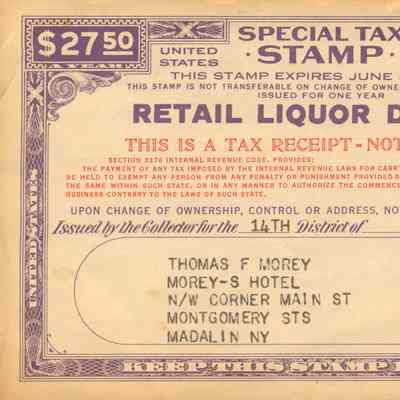 $27.50
A YEAR
UNITED
STATES
SPECIAL TAX
·STAMP·
THIS STAMP EXPIRES JUNE
THIS STAMP IS NOT TRANSFERABLE ON CHANGE OF OWNE
ISSUED FOR ONE YEAR
RETAIL LIQUOR D
THIS IS A TAX RECEIPT-NOT
SECTION 3276 INTERNAL REVENUE CODE, PROVIDES:
THE PAYMENT OF ANY TAX IMPOSED BY THE INTERNAL REVENUE LAWS FOR CARRY
BE HELD TO EXEMPT ANY PERSON FROM ANY PENALTY OR PUNISHMENT PROVIDED B
THE SAME WITHIN SUCH STATE, OR IN ANY MANNER TO AUTHORIZE THE COMMENCE
BUSINESS CONTRARY TO THE LAWS OF SUCH STATE.
UPON CHANGE OF OWNERSHIP, CONTROL OR ADDRESS, NO
Issued by the Collector for the 14TH District of
THOMAS F MOREY
MOREY-S HOTEL
N/W CORNER MAIN ST
MONTGOMERY STS
MADALIN NY
KEEP THIS STAMP